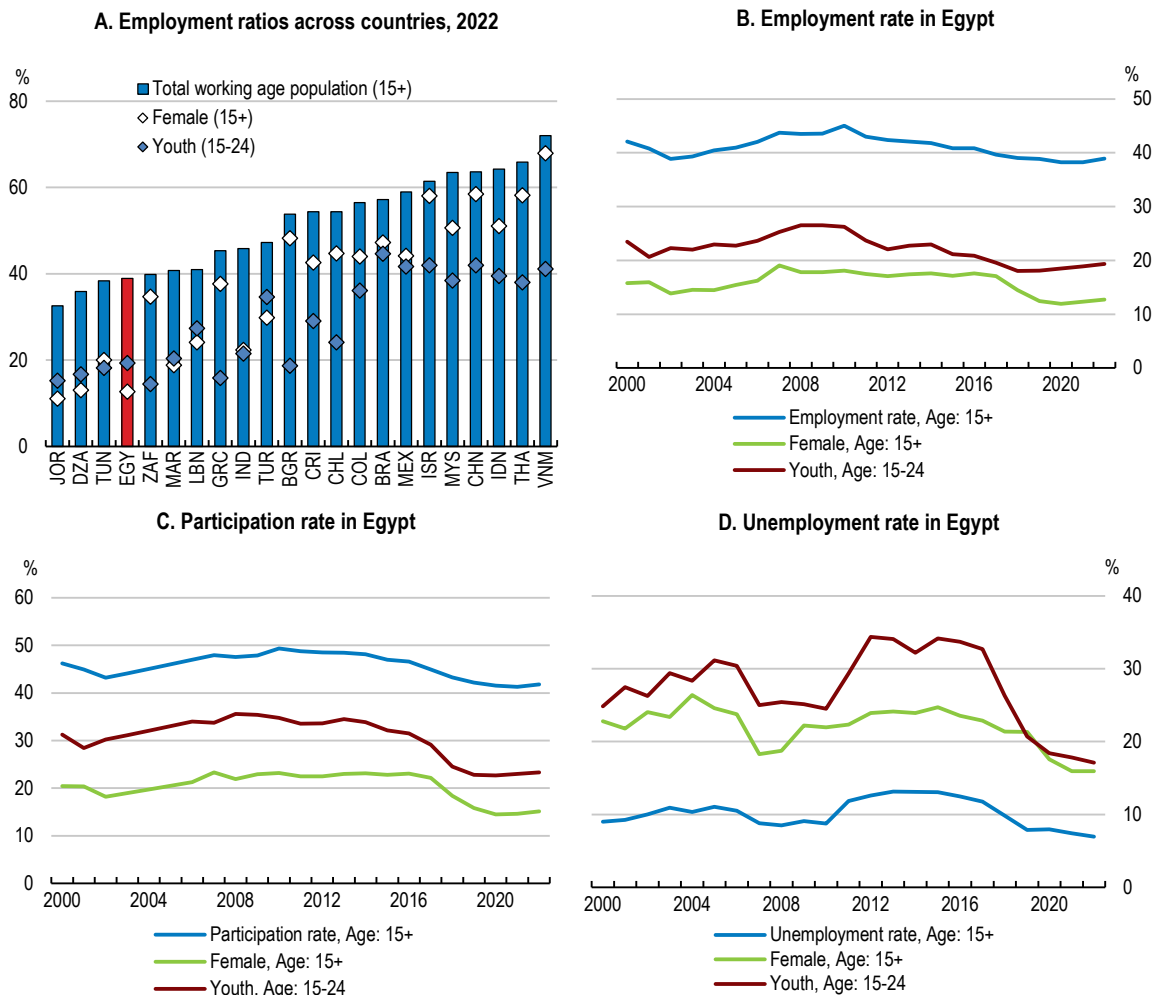 A. Employment ratios across countries, 2022
%
Total working age population (15+)
Female (15+)
Youth (15-24)
80
60
40
20
0
JOR
DZA
TUN
EGY
ZAF
MAR
LBN
GRC
IND
TUR
BGR
CRI
CHL
COL
BRA
MEX
ISR
MYS
CHN
IDN
THA
VNM
B. Employment rate in Egypt
%
50
40
30
20
10
0
2000 2004 2008 2012 2016 2020
Employment rate, Age: 15+
Female, Age: 15+
Youth, Age: 15-24
C. Participation rate in Egypt
%
60
50
40
30
20
10
0
2000 2004 2008 2012 2016 2020
Participation rate, Age: 15+
Female, Age: 15+
Youth, Age: 15-24
D. Unemployment rate in Egypt
%
40
30
20
10
0
2000 2004 2008 2012 2016 2020
Unemployment rate, Age: 15+
Female, Age: 15+
Youth, Age: 15-24